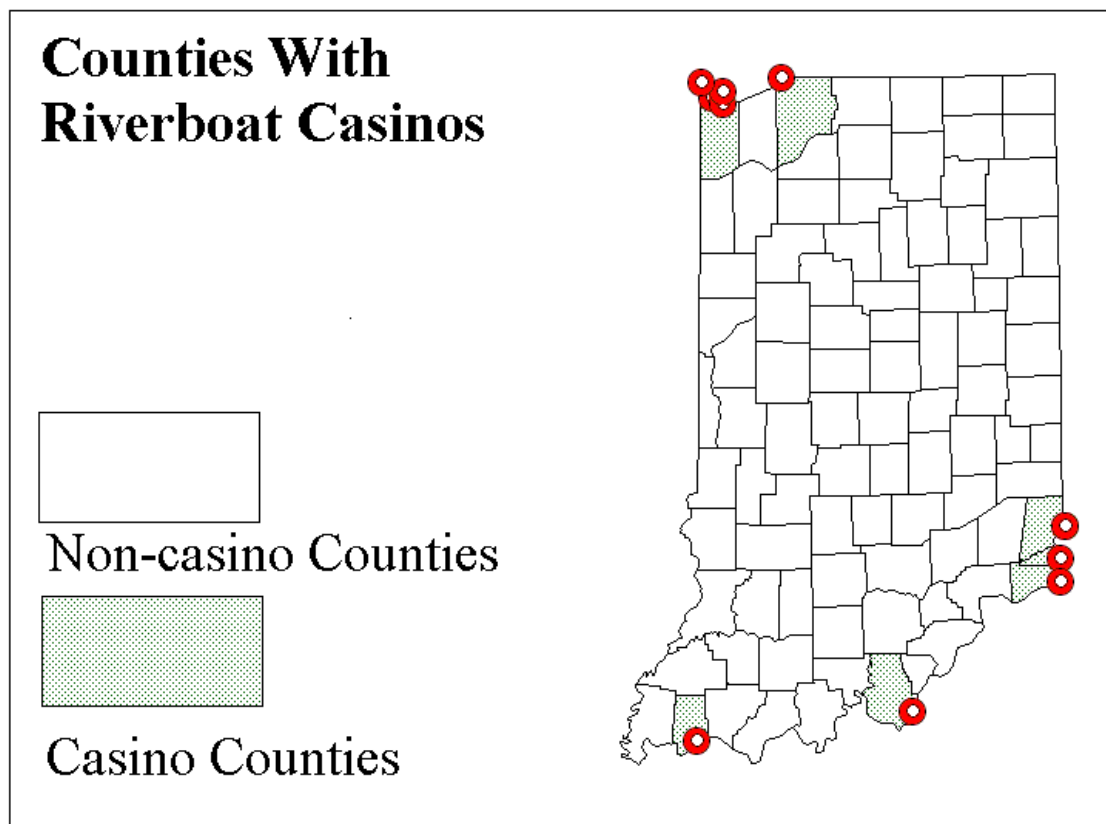 Counties With
Riverboat Casinos
Non-casino Counties
Casino Counties